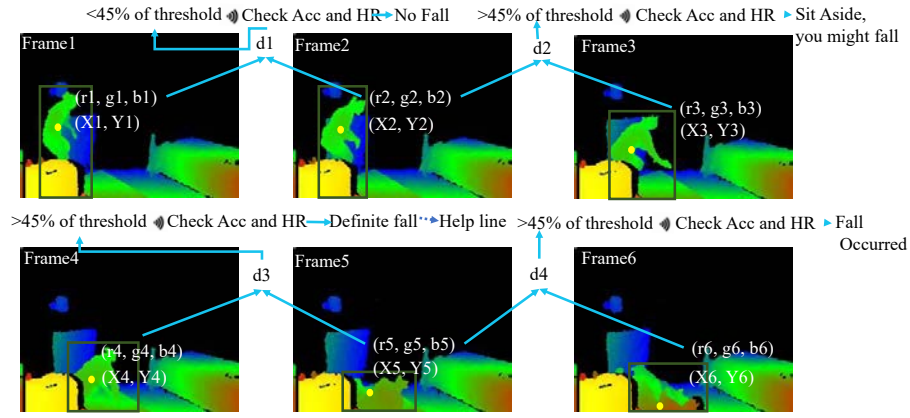 <45% of threshold Check Acc and HR No Fall
>45% of threshold Check Acc and HR Sit Aside,
you might fall
Frame1
d1
Frame2
d2
Frame3
(r1, g1, b1)
(X1, Y1)
(r2, g2, b2)
(X2, Y2)
(r3, g3, b3)
(X3, Y3)
>45% of threshold Check Acc and HR Definite fall Help line
>45% of threshold Check Acc and HR Fall
Occurred
Frame4
d3
Frame5
d4
Frame6
(r4, g4, b4)
(X4, Y4)
(r5, g5, b5)
(X5, Y5)
(r6, g6, b6)
(X6, Y6)